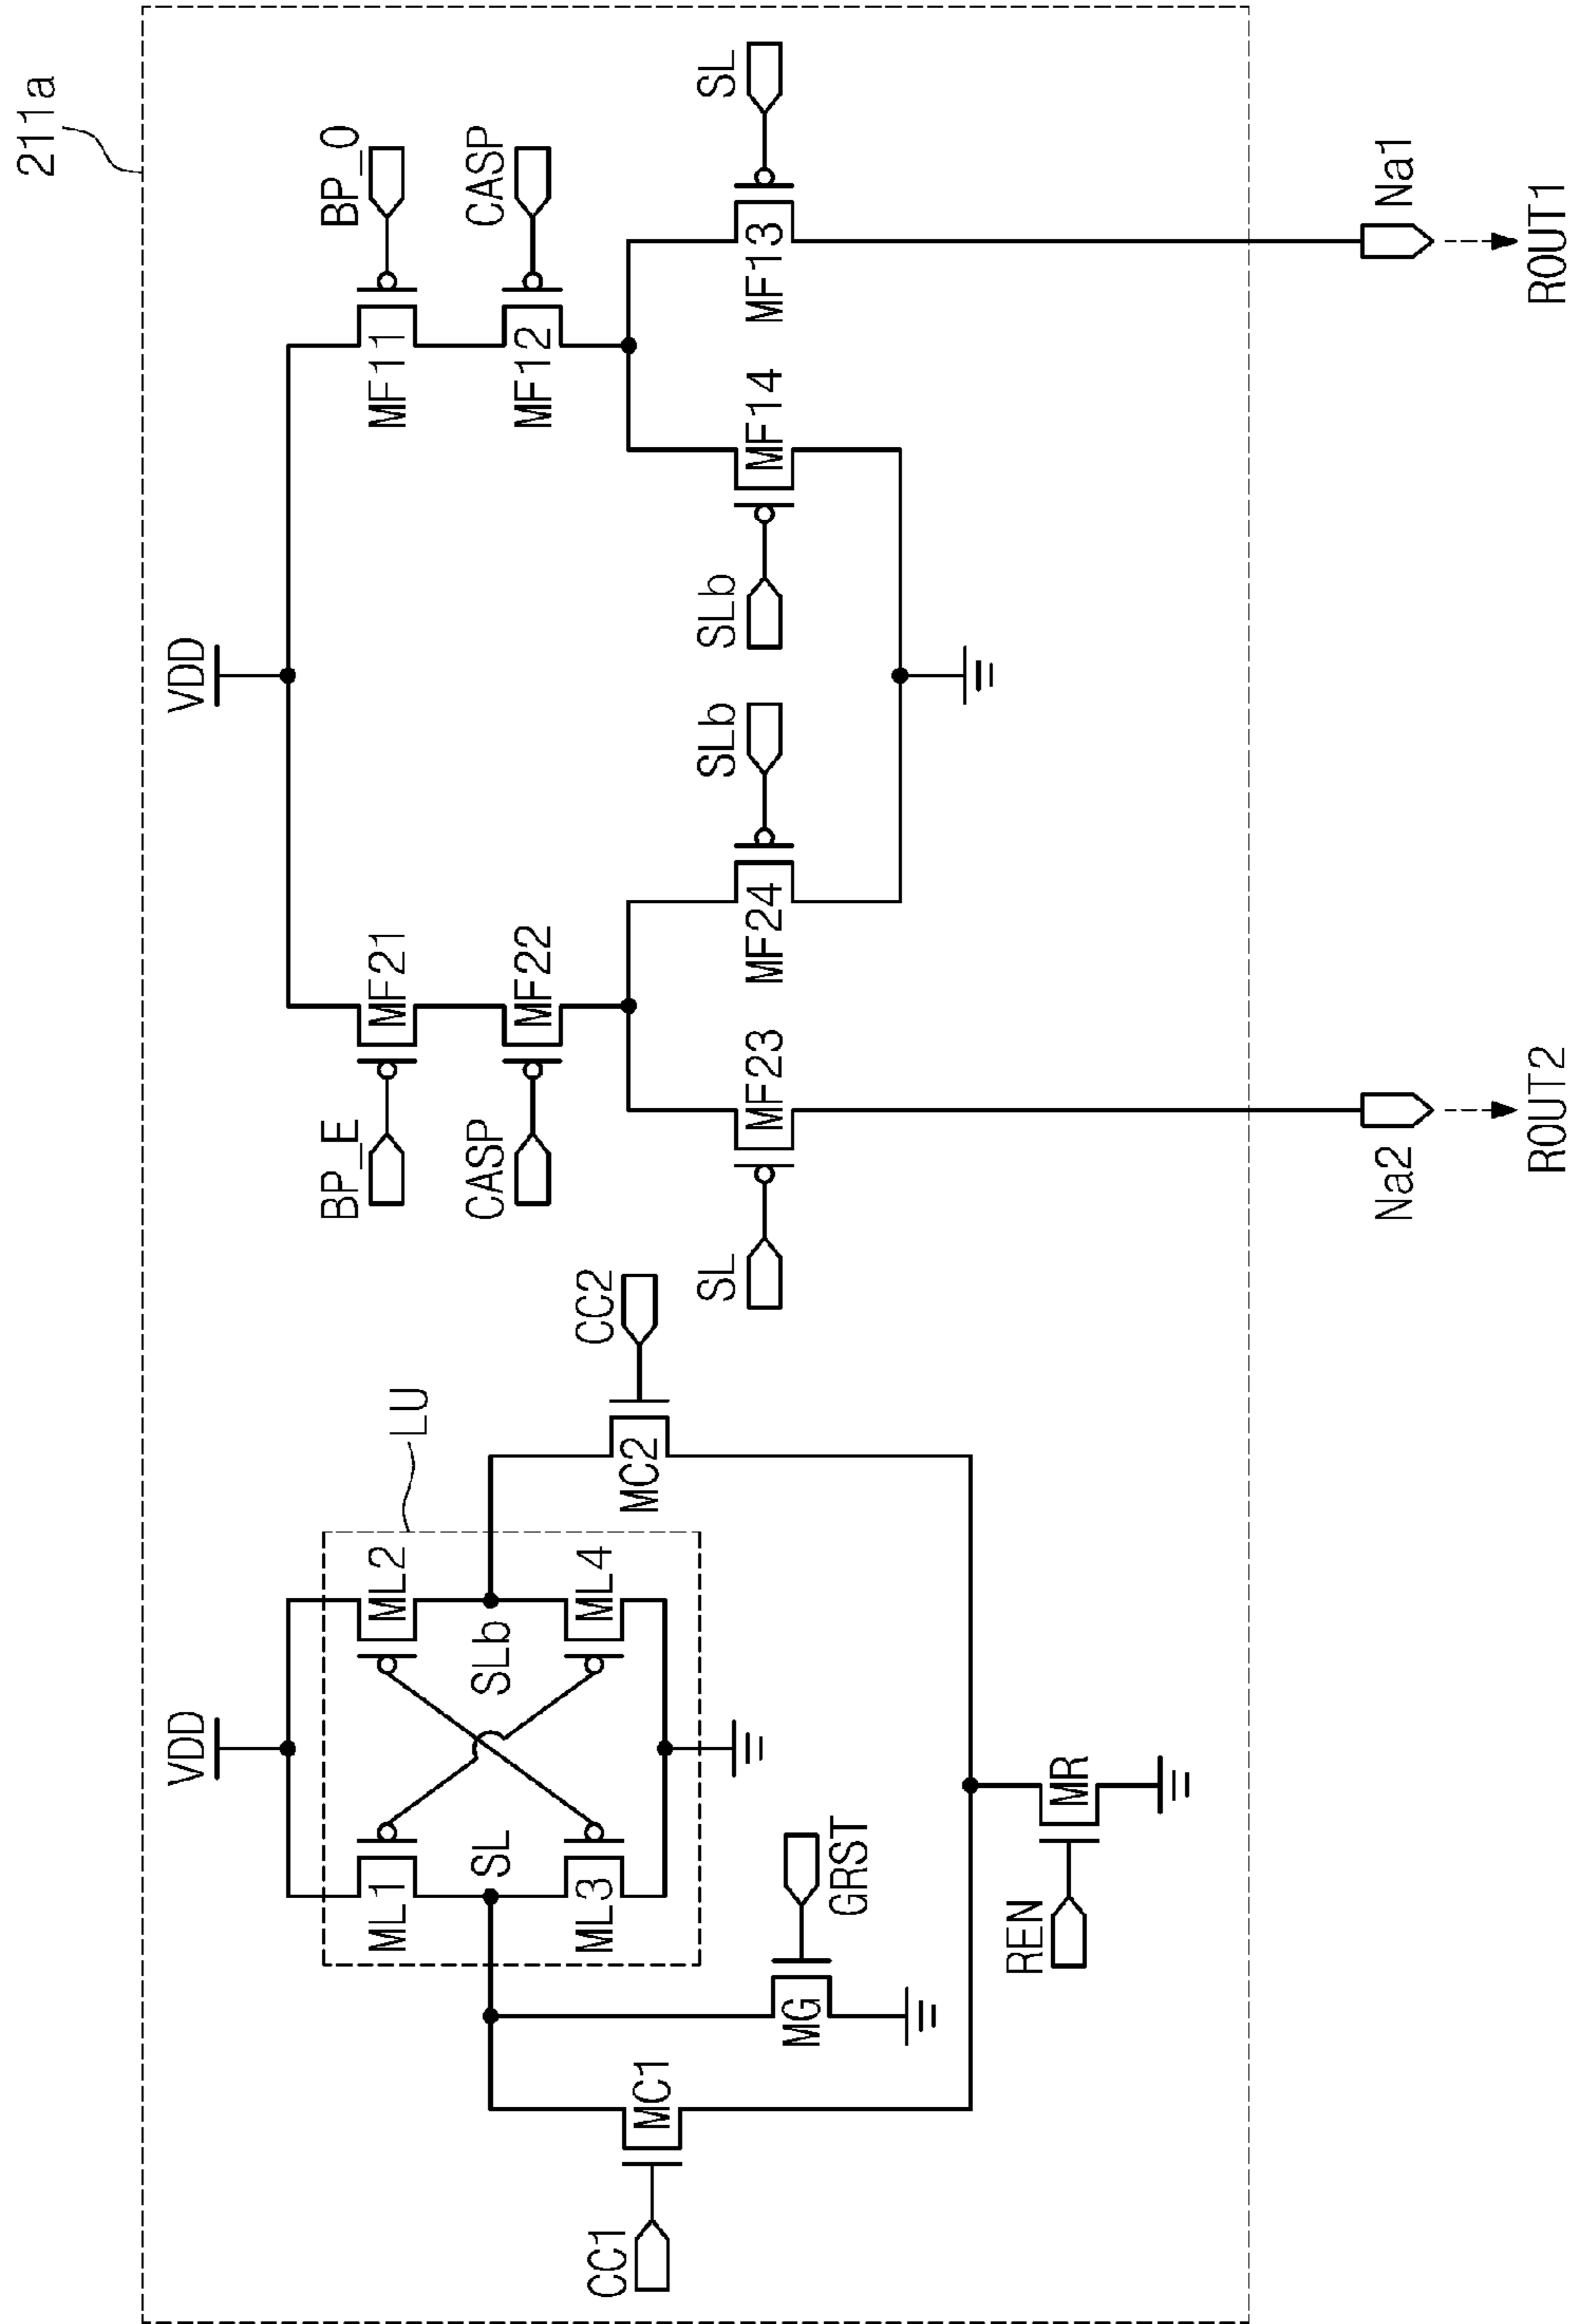 211a
VDD
VDD
BP_E
MF21
MF11
BP_O
LU
ML1
ML2
CASP
MF22
MF12
CASP
SL
SLb
CC1
MC1
ML3
ML4
MC2
CC2
SL
MF23
MF24
SLb
SLb
MF14
MF13
SL
MG
GRST
REN
MR
Na2
Na1
ROUT2
ROUT1